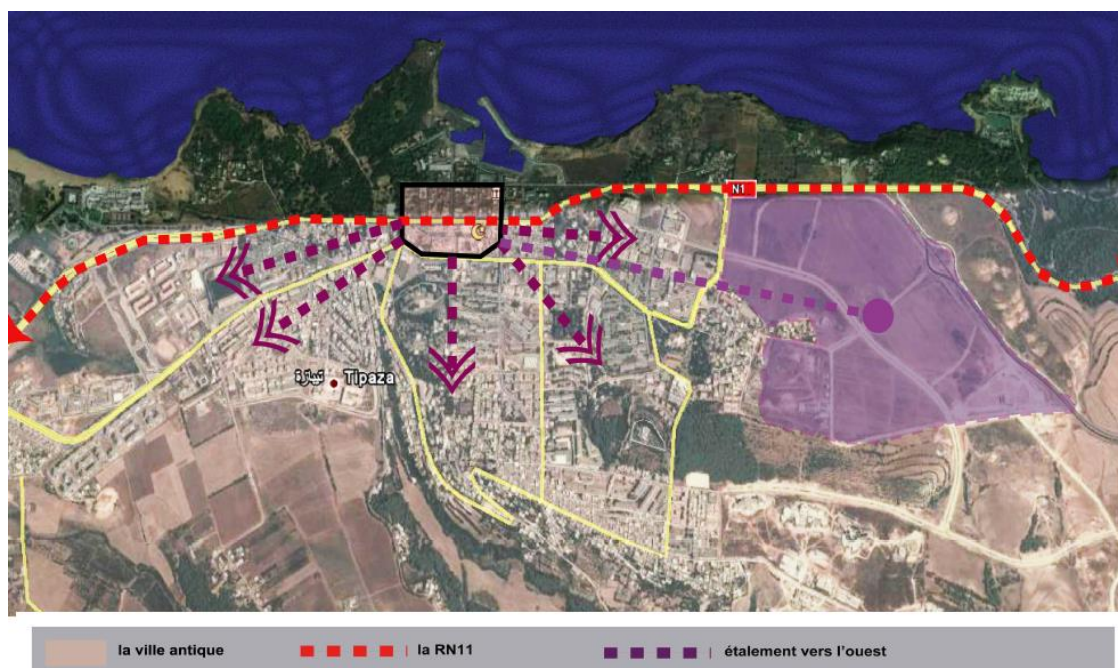 N1
تيبازة Tipaza
la ville antique
la RN11
étalement vers l'ouest